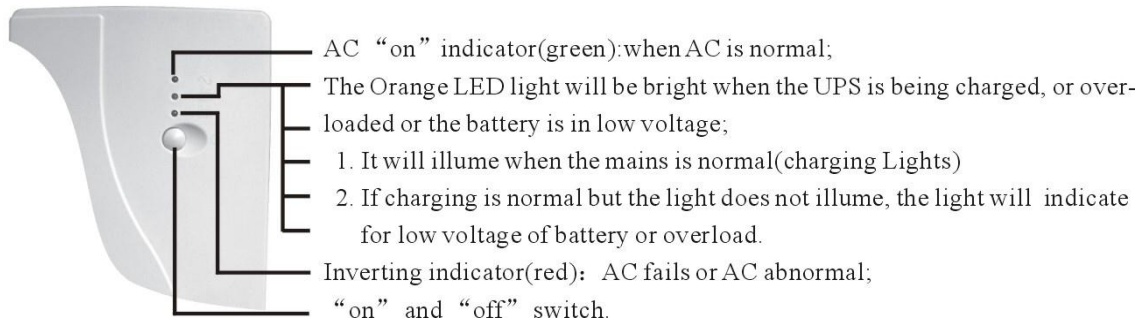 AC “on” indicator(green):when AC is normal;
The Orange LED light will be bright when the UPS is being charged, or over-
loaded or the battery is in low voltage;
1. It will illume when the mains is normal(charging Lights)
2. If charging is normal but the light does not illume, the light will indicate
for low voltage of battery or overload.
Inverting indicator(red): AC fails or AC abnormal;
“on” and “off” switch.